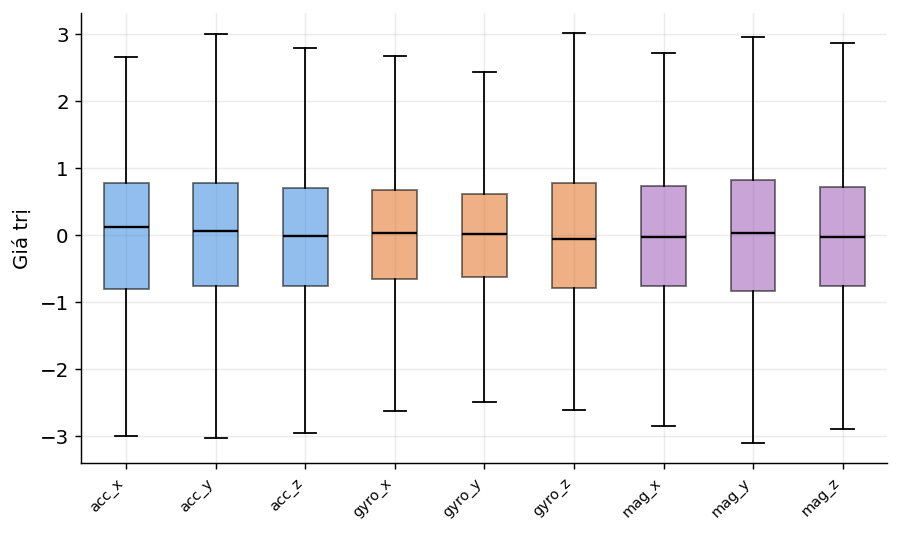 Giá trị
3
2
1
0
−1
−2
−3
acc_x
acc_y
acc_z
gyro_x
gyro_y
gyro_z
mag_x
mag_y
mag_z